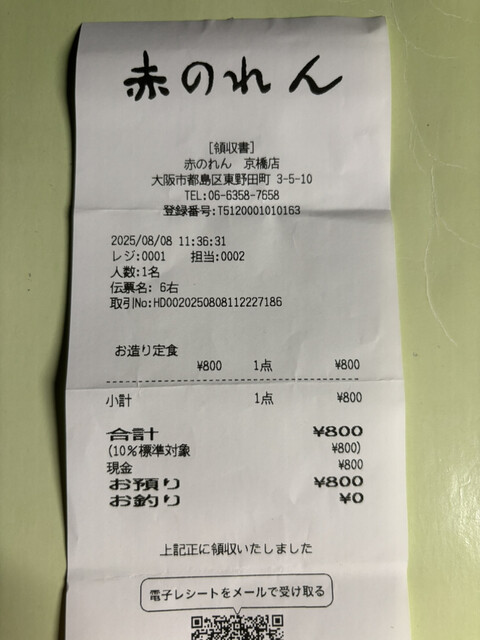 赤のれん
[領収書]
赤のれん 京橋店
大阪市都島区東野田町 3-5-10
TEL:06-6358-7658
登録番号:T5120001010163
2025/08/08 11:36:31
レジ:0001 担当:0002
人数:1名
伝票名: 6右
取引No:HD0020250808112227186
お造り定食
¥800 1点 ¥800
小計 1点 ¥800
合計 ¥800
(10%標準対象 ¥800)
現金 ¥800
お預り ¥800
お釣り ¥0
上記正に領収いたしました
電子レシートをメールで受け取る